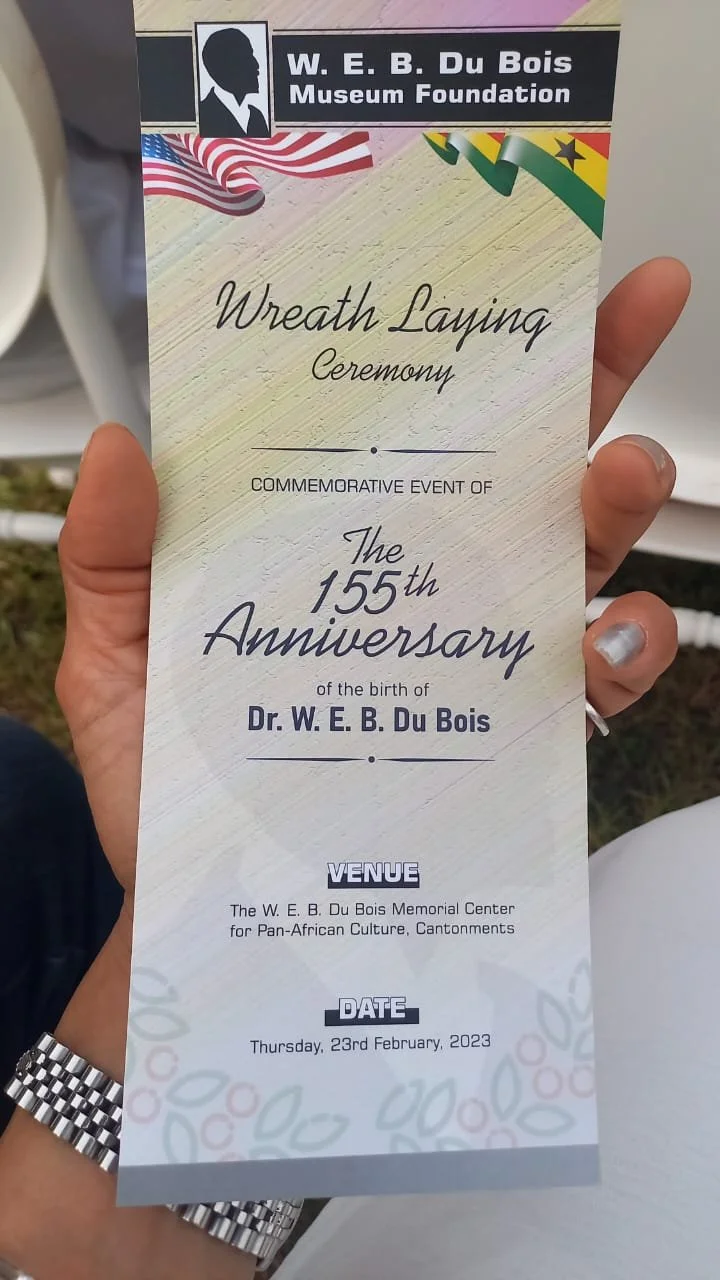 W. E. B. Du Bois
Museum Foundation
Wreath Laying
Ceremony
COMMEMORATIVE EVENT OF
The
155th
Anniversary
of the birth of
Dr. W. E. B. Du Bois
VENUE
The W. E. B. Du Bois Memorial Center
for Pan-African Culture, Cantonments
DATE
Thursday, 23rd February, 2023